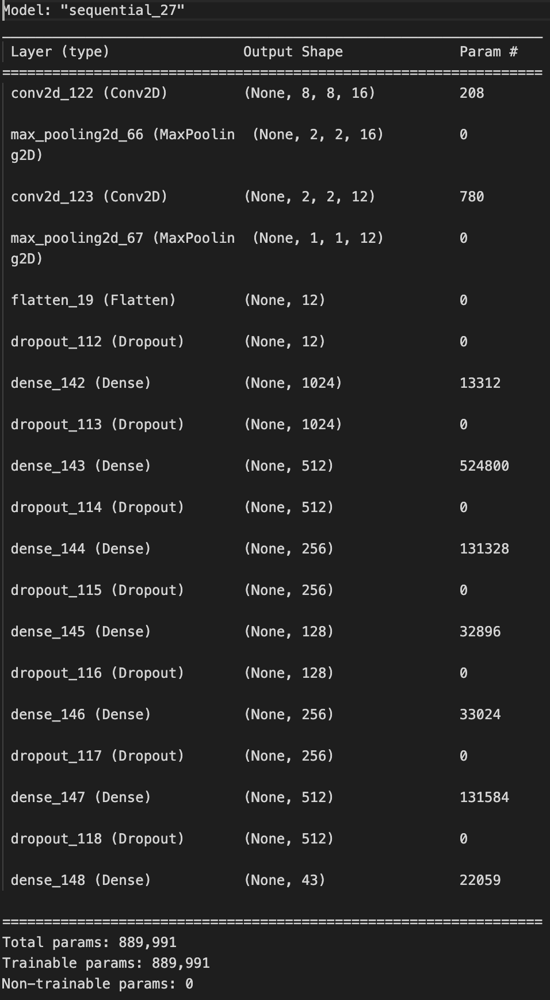 Model: "sequential_27"
_________________________________________________________________
Layer (type) Output Shape Param #
=================================================================
conv2d_122 (Conv2D) (None, 8, 8, 16) 208
max_pooling2d_66 (MaxPoolin (None, 2, 2, 16) 0
g2D)
conv2d_123 (Conv2D) (None, 2, 2, 12) 780
max_pooling2d_67 (MaxPoolin (None, 1, 1, 12) 0
g2D)
flatten_19 (Flatten) (None, 12) 0
dropout_112 (Dropout) (None, 12) 0
dense_142 (Dense) (None, 1024) 13312
dropout_113 (Dropout) (None, 1024) 0
dense_143 (Dense) (None, 512) 524800
dropout_114 (Dropout) (None, 512) 0
dense_144 (Dense) (None, 256) 131328
dropout_115 (Dropout) (None, 256) 0
dense_145 (Dense) (None, 128) 32896
dropout_116 (Dropout) (None, 128) 0
dense_146 (Dense) (None, 256) 33024
dropout_117 (Dropout) (None, 256) 0
dense_147 (Dense) (None, 512) 131584
dropout_118 (Dropout) (None, 512) 0
dense_148 (Dense) (None, 43) 22059
=================================================================
Total params: 889,991
Trainable params: 889,991
Non-trainable params: 0